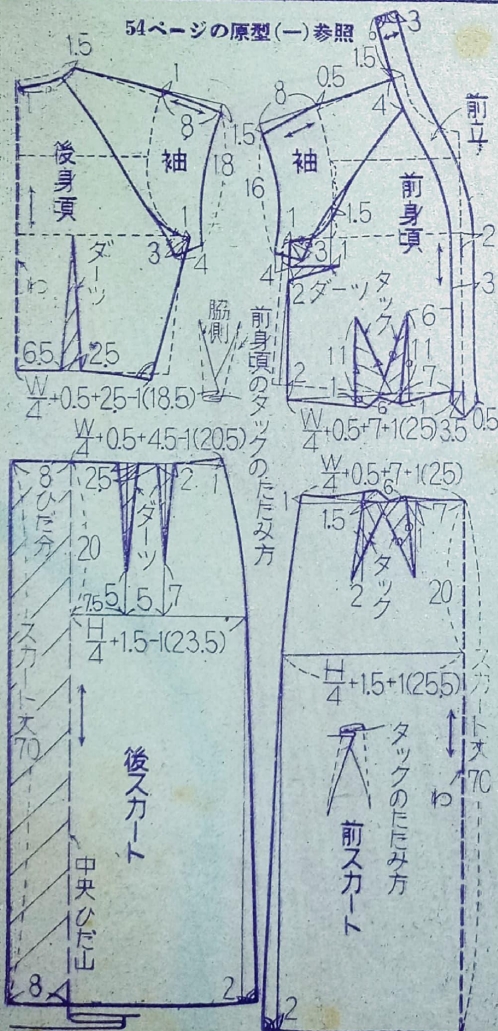 54ページの原型(一)参照
1.5
1
1
8
後身頃
袖
18
3
4
ダーツ
わ
6.5
2.5
W/4+0.5+2.5-1(18.5)
6
3
1.5
0.5
8
4
1.5
前立
袖
16
前身頃
1.5
1
3
1
4
2
ダーツ
タック
2
3
6
11
11
2
1
6
1
7
0.5
W/4+0.5+7+1(25)
3.5
脇側
前身頃のタックのたたみ方
W/4+0.5+4.5-1(20.5)
8
ひだ分
2.5
ダーツ
2
1
20
7.5
5
5
7
H/4+1.5-1(23.5)
スカート丈70
後スカート
中央ひだ山
8
2
W/4+0.5+7+1(25)
1
1.5
6
7
タック
2
20
H/4+1.5+1(25.5)
スカート丈70
わ
タックのたたみ方
前スカート
2